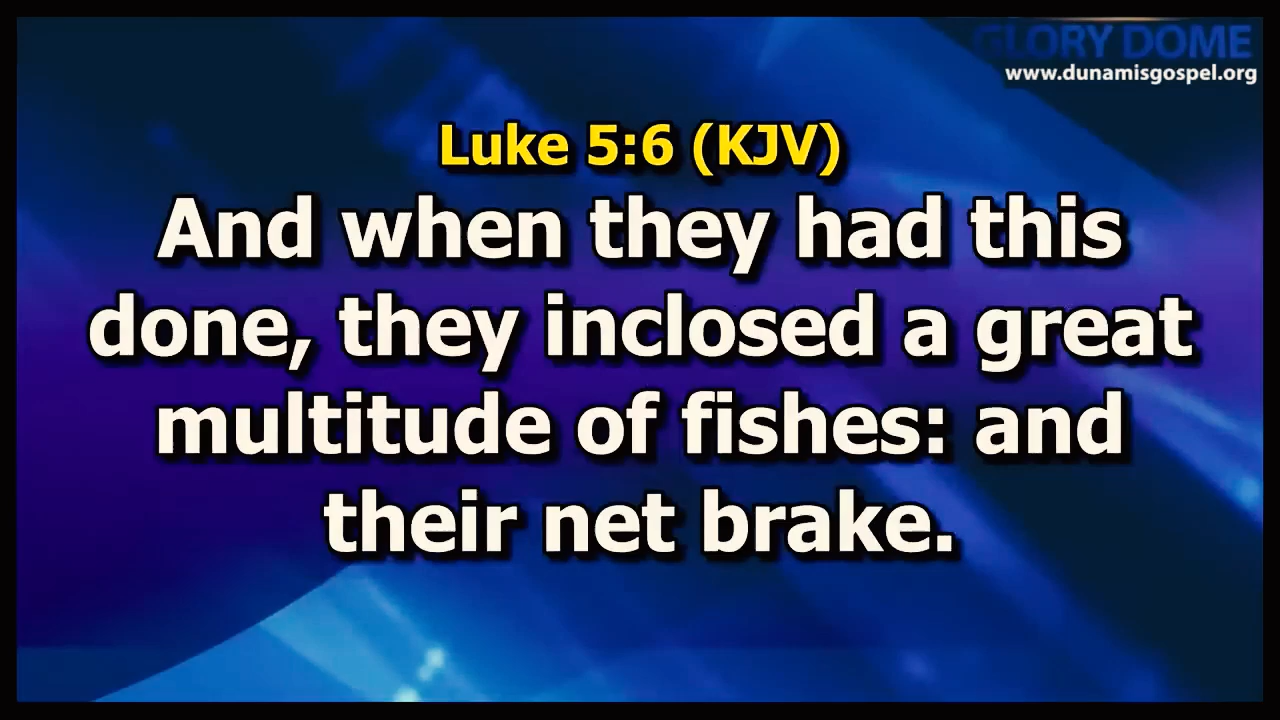 GLORY DOME
www.dunamisgospel.org
Luke 5:6 (KJV)
And when they had this
done, they inclosed a great
multitude of fishes: and
their net brake.